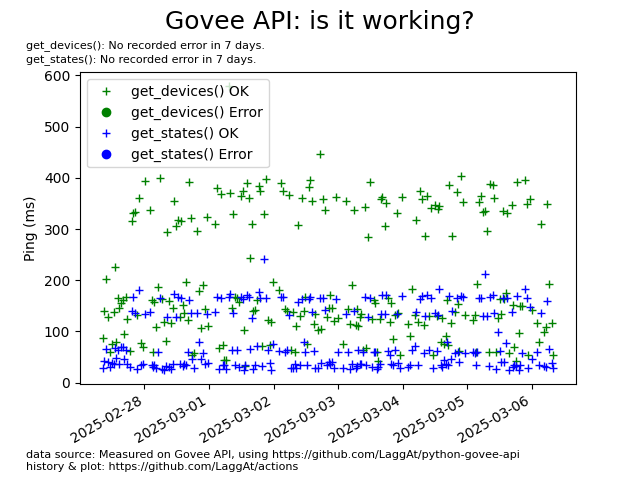 Govee API: is it working?
get_devices(): No recorded error in 7 days.
get_states(): No recorded error in 7 days.
600
500
400
300
200
100
0
Ping (ms)
get_devices() OK
get_devices() Error
get_states() OK
get_states() Error
2025-02-28
2025-03-01
2025-03-02
2025-03-03
2025-03-04
2025-03-05
2025-03-06
data source: Measured on Govee API, using https://github.com/LaggAt/python-govee-api
history & plot: https://github.com/LaggAt/actions